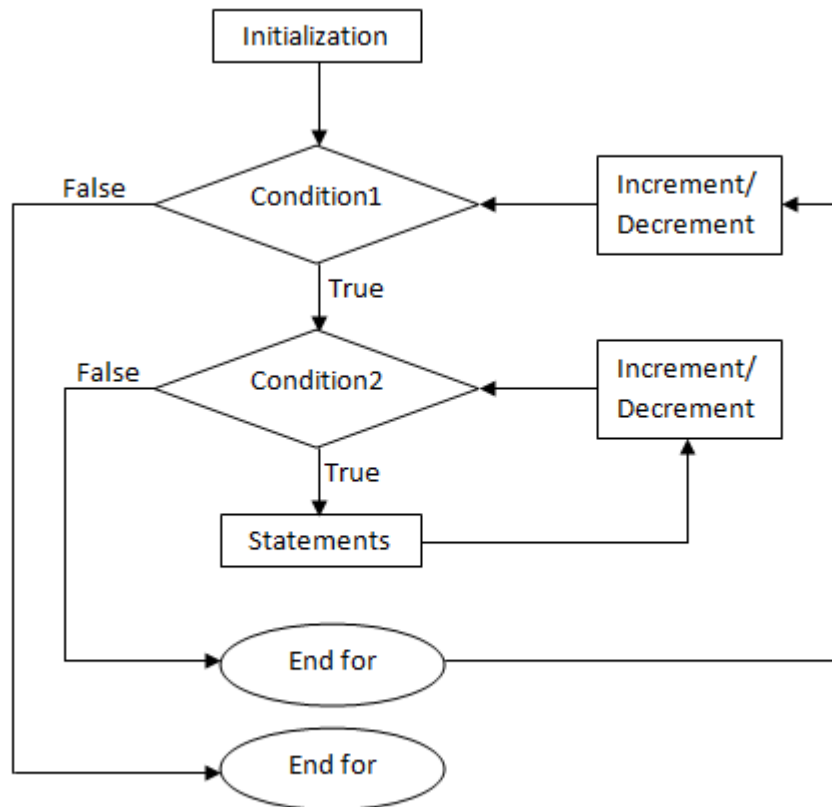 Initialization
False
Condition1
Increment/
Decrement
True
False
Condition2
Increment/
Decrement
True
Statements
End for
End for